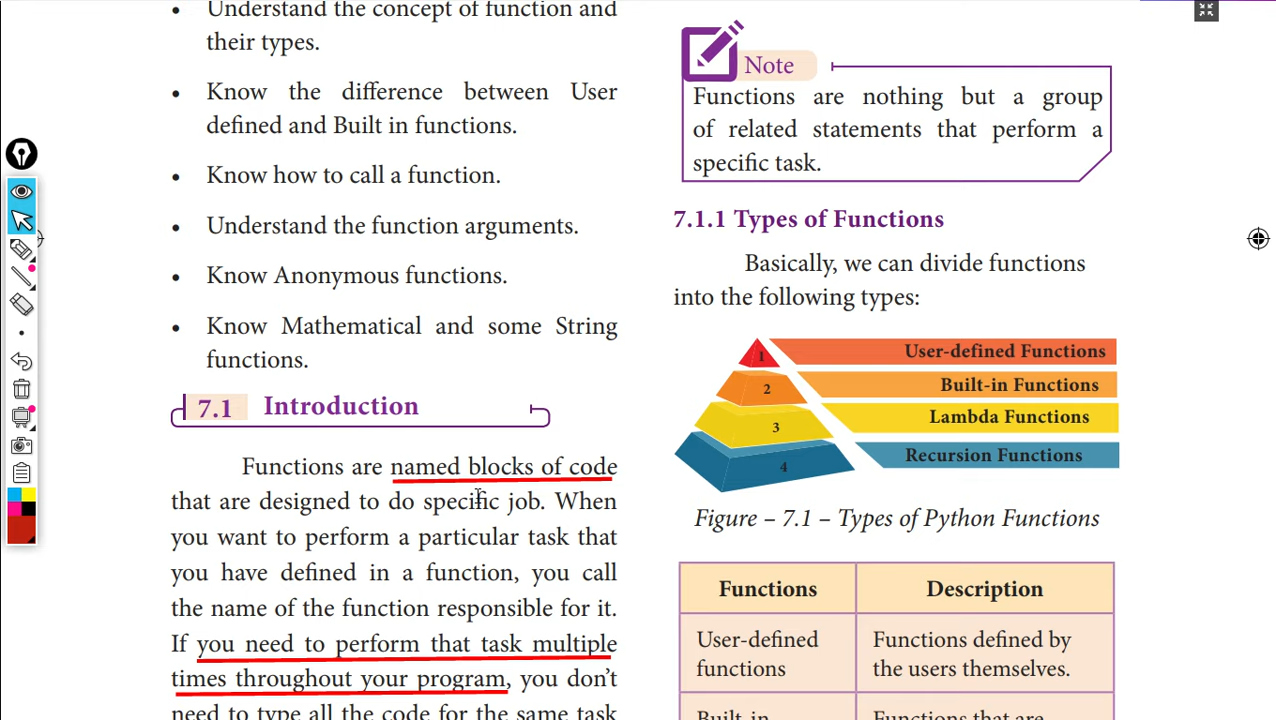 Understand the concept of function and
their types.
• Know the difference between User
defined and Built in functions.
• Know how to call a function.
• Understand the function arguments.
• Know Anonymous functions.
• Know Mathematical and some String
functions.
7.1 Introduction
Functions are named blocks of code
that are designed to do specific job. When
you want to perform a particular task that
you have defined in a function, you call
the name of the function responsible for it.
If you need to perform that task multiple
times throughout your program, you don't
need to type all the code for the same task
Note
Functions are nothing but a group
of related statements that perform a
specific task.
7.1.1 Types of Functions
Basically, we can divide functions
into the following types:
1 User-defined Functions
2 Built-in Functions
3 Lambda Functions
4 Recursion Functions
Figure – 7.1 – Types of Python Functions
Functions Description
User-defined Functions defined by
functions the users themselves.
Built-in Functions that are